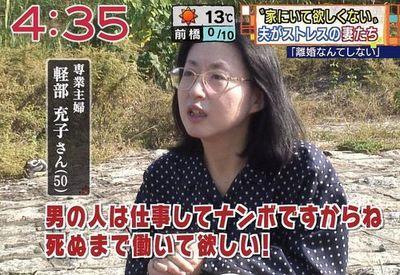 4:35
13℃
前橋 0/10
"家にいて欲しくない"
夫がストレスの妻たち
「離婚なんてしない」
専業主婦
軽部 充子さん(50)
男の人は仕事してナンボですからね
死ぬまで働いて欲しい!